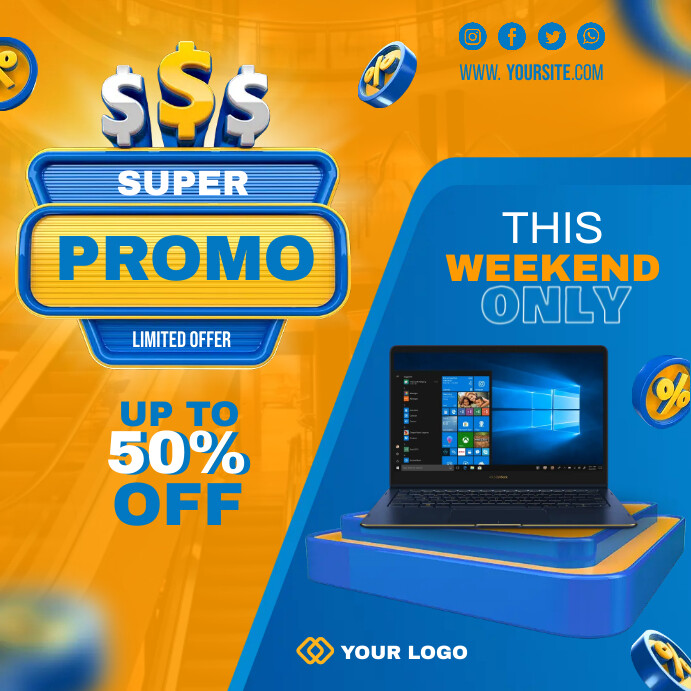 WWW. YOURSITE.COM
$ $ $
SUPER
PROMO
LIMITED OFFER
UP TO
50%
OFF
THIS
WEEKEND
ONLY
%
%
%
%
YOUR LOGO